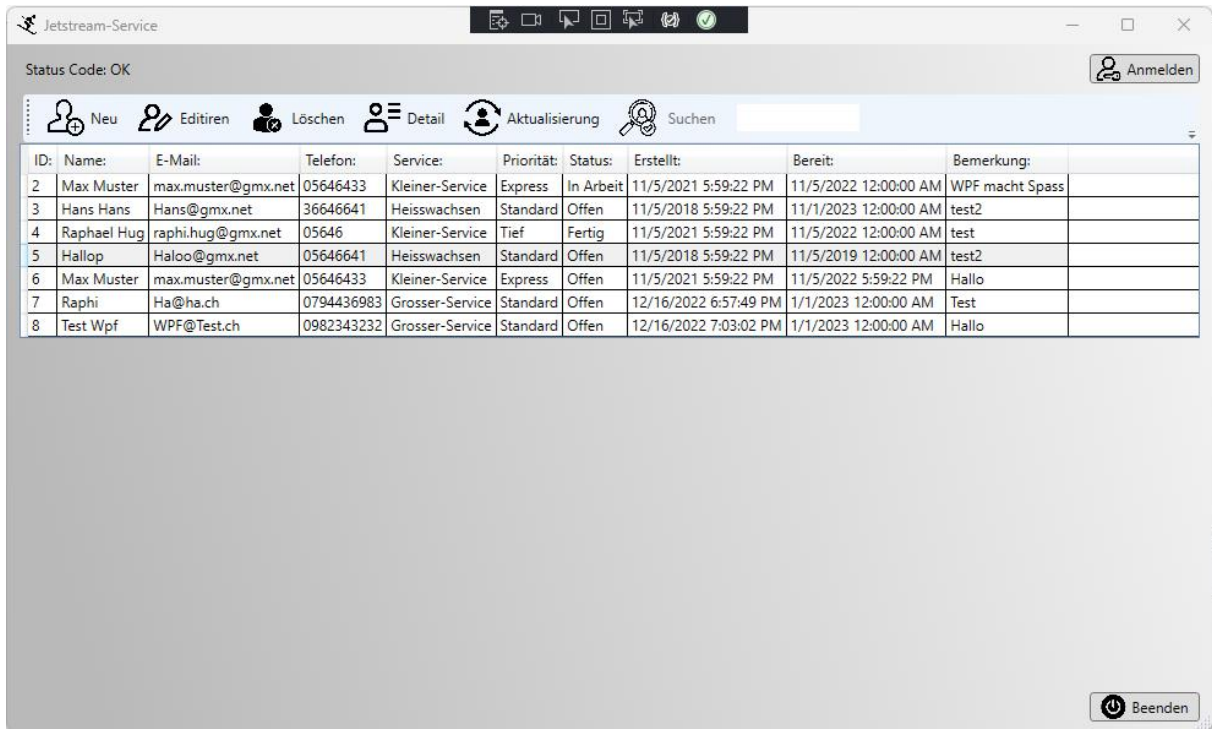 Jetstream-Service
Status Code: OK
Anmelden
Neu Editiren Löschen Detail Aktualisierung Suchen
ID: Name: E-Mail: Telefon: Service: Priorität: Status: Erstellt: Bereit: Bemerkung:
2 Max Muster max.muster@gmx.net 05646433 Kleiner-Service Express In Arbeit 11/5/2021 5:59:22 PM 11/5/2022 12:00:00 AM WPF macht Spass
3 Hans Hans Hans@gmx.net 36646641 Heisswachsen Standard Offen 11/5/2018 5:59:22 PM 11/1/2023 12:00:00 AM test2
4 Raphael Hug raphi.hug@gmx.net 05646 Kleiner-Service Tief Fertig 11/5/2021 5:59:22 PM 11/5/2022 12:00:00 AM test
5 Hallop Haloo@gmx.net 05646641 Heisswachsen Standard Offen 11/5/2018 5:59:22 PM 11/5/2019 12:00:00 AM test2
6 Max Muster max.muster@gmx.net 05646433 Kleiner-Service Express Offen 11/5/2021 5:59:22 PM 11/5/2022 5:59:22 PM Hallo
7 Raphi Ha@ha.ch 0794436983 Grosser-Service Standard Offen 12/16/2022 6:57:49 PM 1/1/2023 12:00:00 AM Test
8 Test Wpf WPF@Test.ch 0982343232 Grosser-Service Standard Offen 12/16/2022 7:03:02 PM 1/1/2023 12:00:00 AM Hallo
Beenden